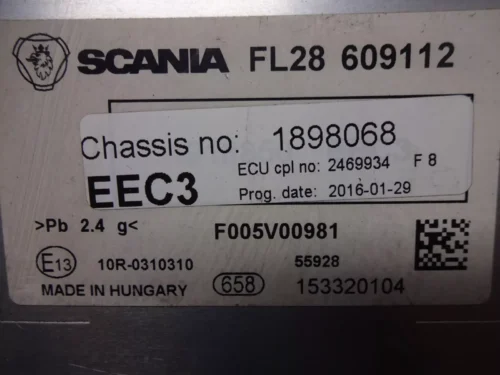 SCANIA FL28 609112
Chassis no: 1898068
ECU cpl no: 2469934 F 8
EEC3 Prog. date: 2016-01-29
>Pb 2.4 g< F005V00981
E13 10R-0310310 55928
MADE IN HUNGARY 658 153320104